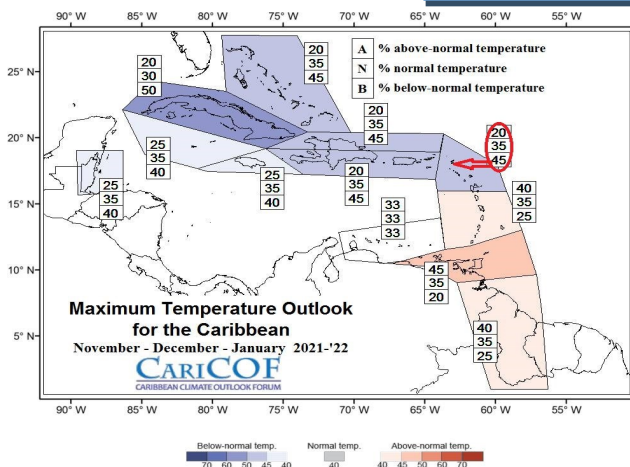 25° N
20° N
15° N
10° N
5° N
A % above-normal temperature
N % normal temperature
B % below-normal temperature
20
30
50
20
35
45
20
35
45
20
35
45
25
35
40
25
35
40
20
35
45
25
35
40
40
35
25
33
33
33
45
35
20
40
35
25
Maximum Temperature Outlook
for the Caribbean
November - December - January 2021-'22
CARICOF
CARIBBEAN CLIMATE OUTLOOK FORUM
90° W 85° W 80° W 75° W 70° W 65° W 60° W 55° W
Below-normal temp. Normal temp. Above-normal temp.
70 60 50 45 40 40 40 45 50 60 70